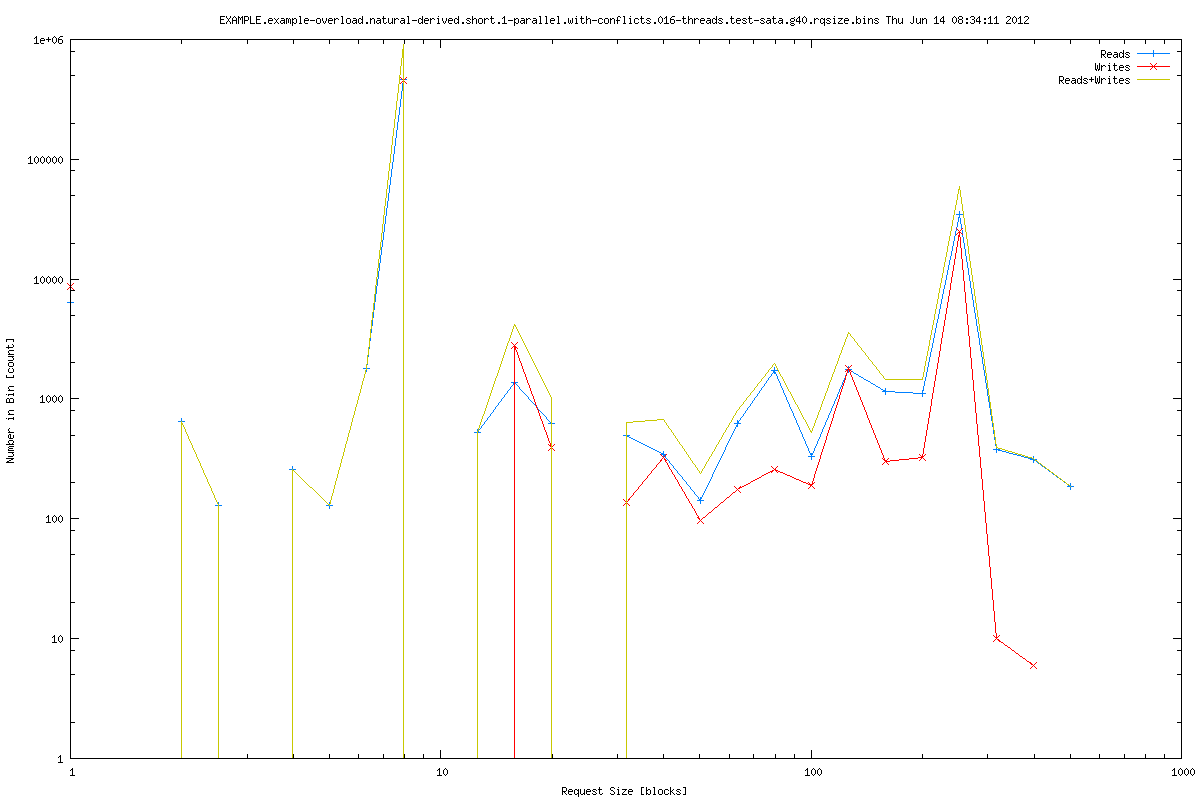 EXAMPLE.example-overload.natural-derived.short.1-parallel.with-conflicts.016-threads.test-sata.g40.rqsize.bins Thu Jun 14 08:34:11 2012
Reads
Writes
Reads+Writes
1e+06
100000
10000
1000
100
10
1
Number in Bin [count]
1 10 100 1000
Request Size [blocks]